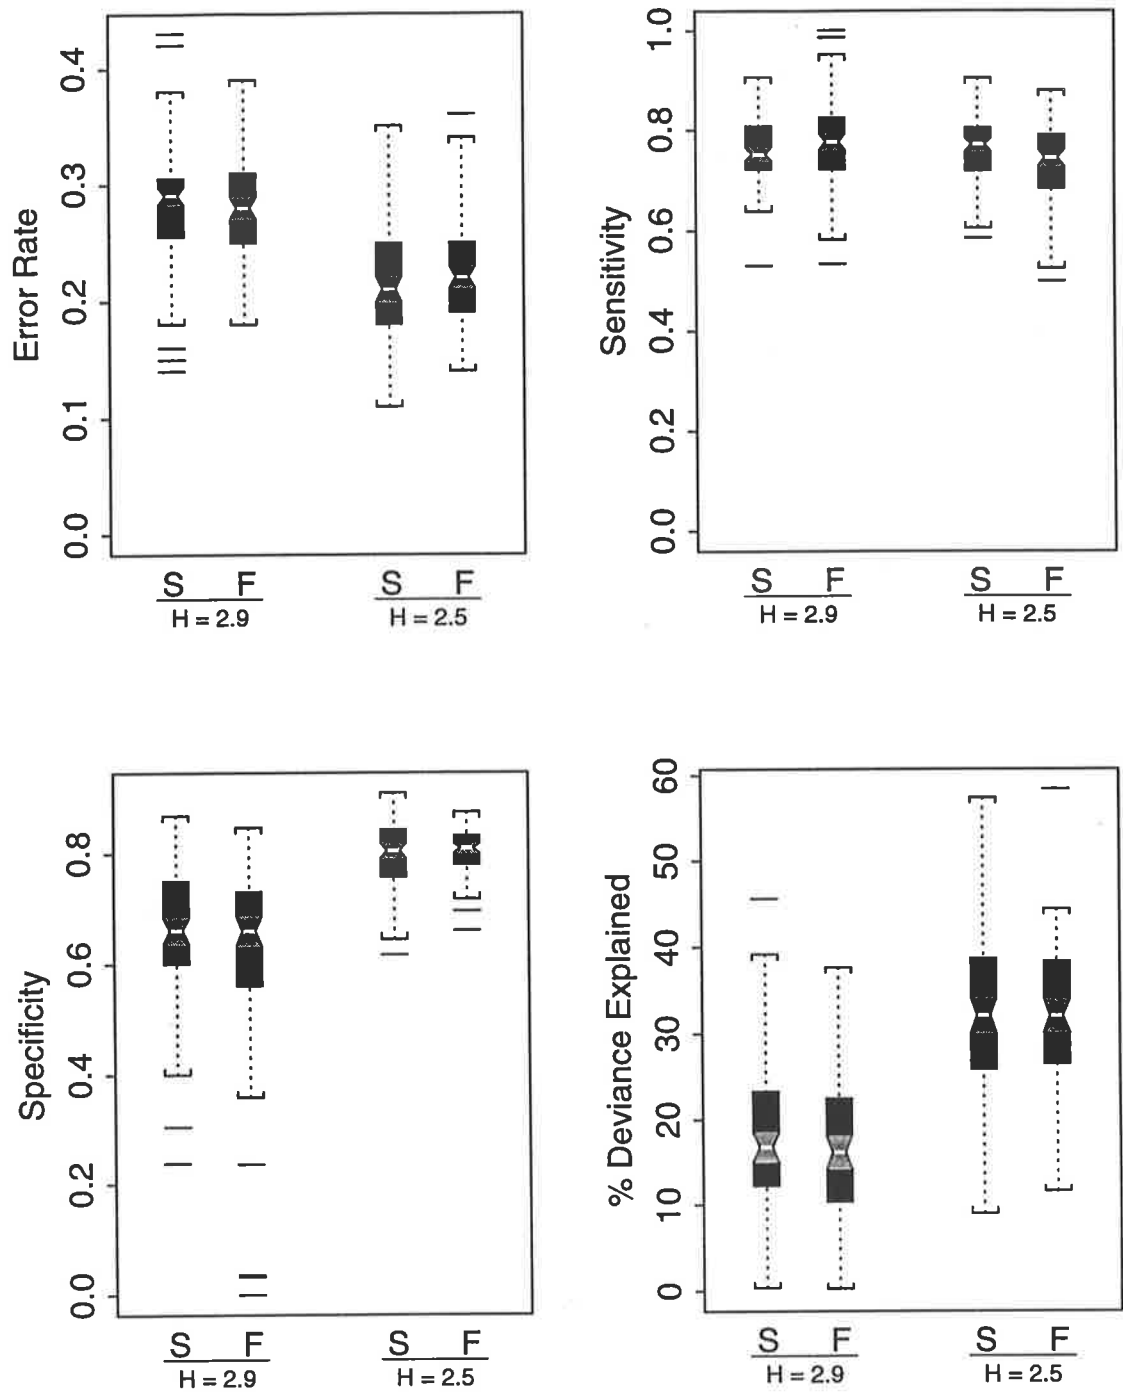 Error Rate
0.4
0.3
0.2
0.1
0.0
S F S F
H = 2.9 H = 2.5
Sensitivity
1.0
0.8
0.6
0.4
0.2
0.0
S F S F
H = 2.9 H = 2.5
Specificity
0.8
0.6
0.4
0.2
0.0
S F S F
H = 2.9 H = 2.5
% Deviance Explained
60
50
40
30
20
10
0
S F S F
H = 2.9 H = 2.5